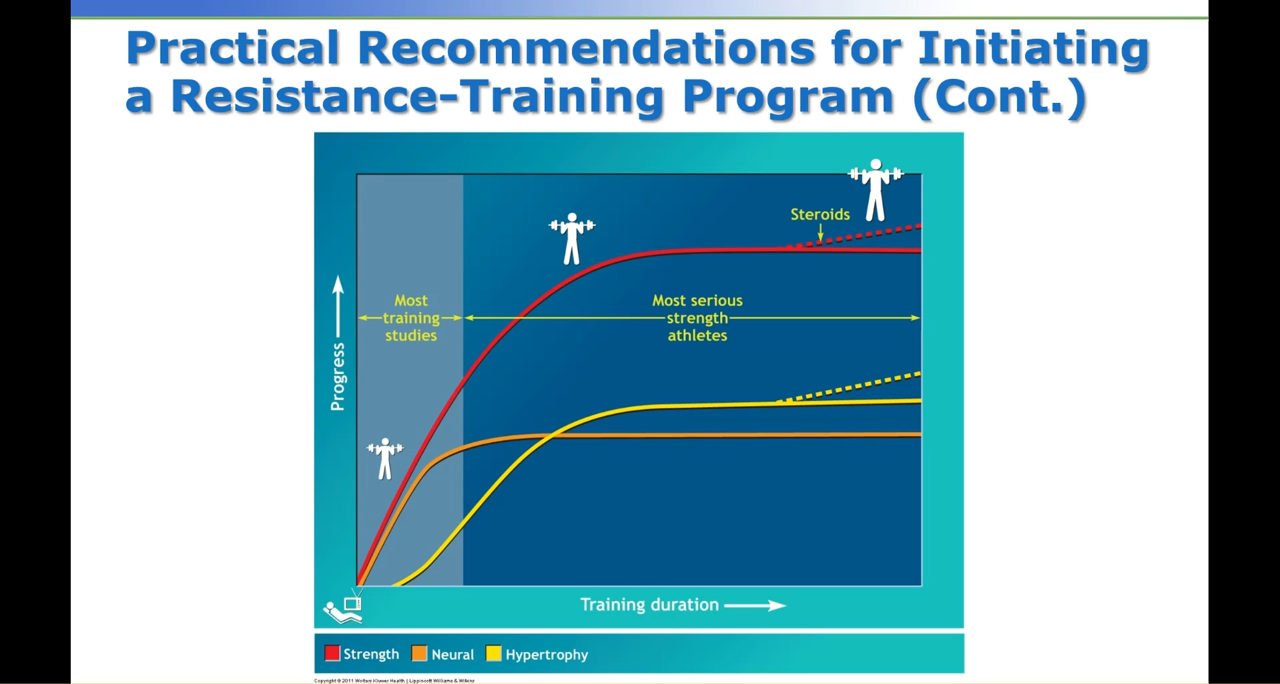 Practical Recommendations for Initiating
a Resistance-Training Program (Cont.)
Steroids
Most
training
studies
Most serious
strength
athletes
Progress
Training duration
Strength
Neural
Hypertrophy
Copyright © 2011 Wolters Kluwer Health | Lippincott Williams & Wilkins